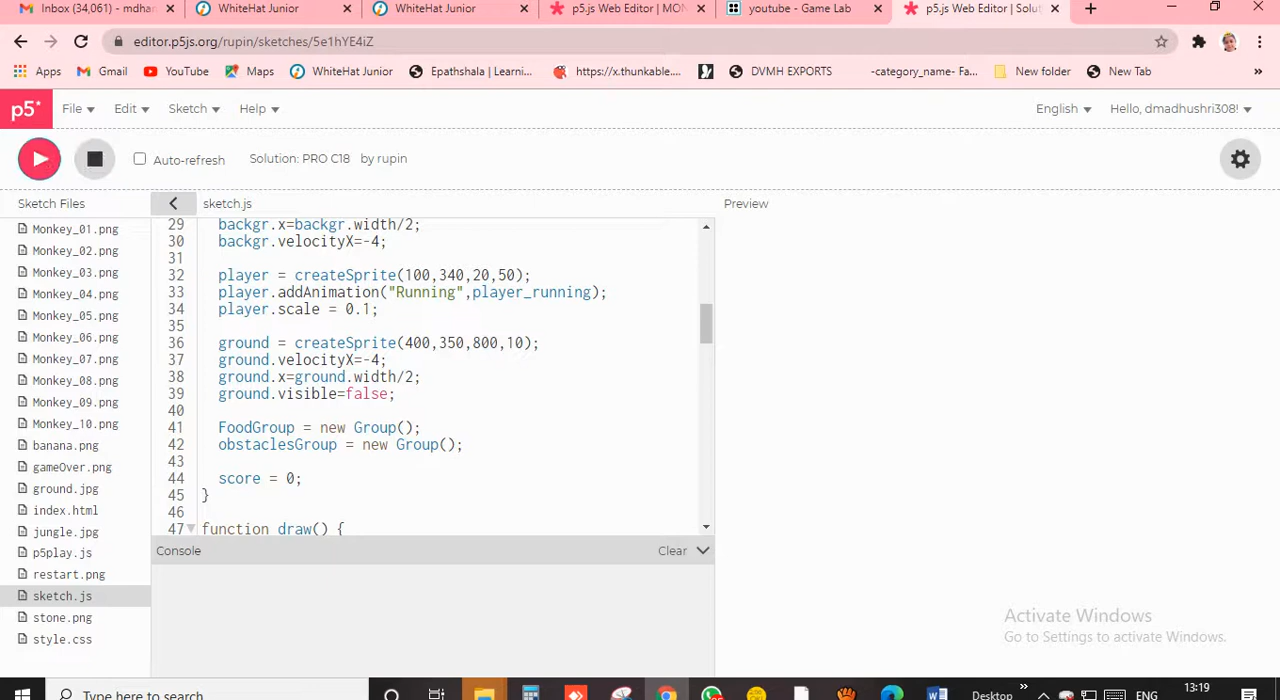 Inbox (34,061) - mdhan
WhiteHat Junior
WhiteHat Junior
p5.js Web Editor | MON
youtube - Game Lab
p5.js Web Editor | Solut
editor.p5js.org/rupin/sketches/5e1hYE4iZ
Apps
Gmail
YouTube
Maps
WhiteHat Junior
Epathshala | Learni...
https://x.thunkable....
DVMH EXPORTS
-category_name- Fa...
New folder
New Tab
»
p5*
File
Edit
Sketch
Help
English
Hello, dmadhushri308!
Auto-refresh
Solution: PRO C18
by rupin
Sketch Files
sketch.js
Preview
Monkey_01.png
Monkey_02.png
Monkey_03.png
Monkey_04.png
Monkey_05.png
Monkey_06.png
Monkey_07.png
Monkey_08.png
Monkey_09.png
Monkey_10.png
banana.png
gameOver.png
ground.jpg
index.html
jungle.jpg
p5play.js
restart.png
sketch.js
stone.png
style.css
29 backgr.x=backgr.width/2;
30 backgr.velocityX=-4;
31
32 player = createSprite(100,340,20,50);
33 player.addAnimation("Running",player_running);
34 player.scale = 0.1;
35
36 ground = createSprite(400,350,800,10);
37 ground.velocityX=-4;
38 ground.x=ground.width/2;
39 ground.visible=false;
40
41 FoodGroup = new Group();
42 obstaclesGroup = new Group();
43
44 score = 0;
45 }
46
47 function draw() {
Console
Clear
Activate Windows
Go to Settings to activate Windows.
Type here to search
Desktop
»
ENG
13:19